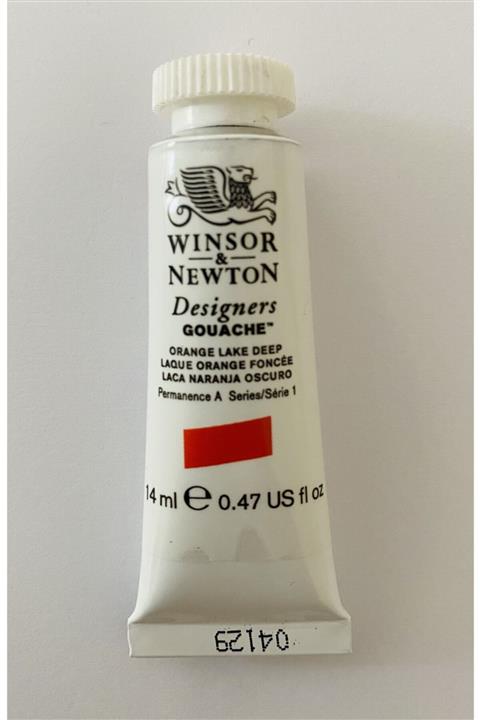 WINSOR
&
NEWTON
Designers
GOUACHE™
ORANGE LAKE DEEP
LAQUE ORANGE FONCÉE
LACA NARANJA OSCURO
Permanence A Series/Série 1
14 ml ℮ 0.47 US fl oz
04129